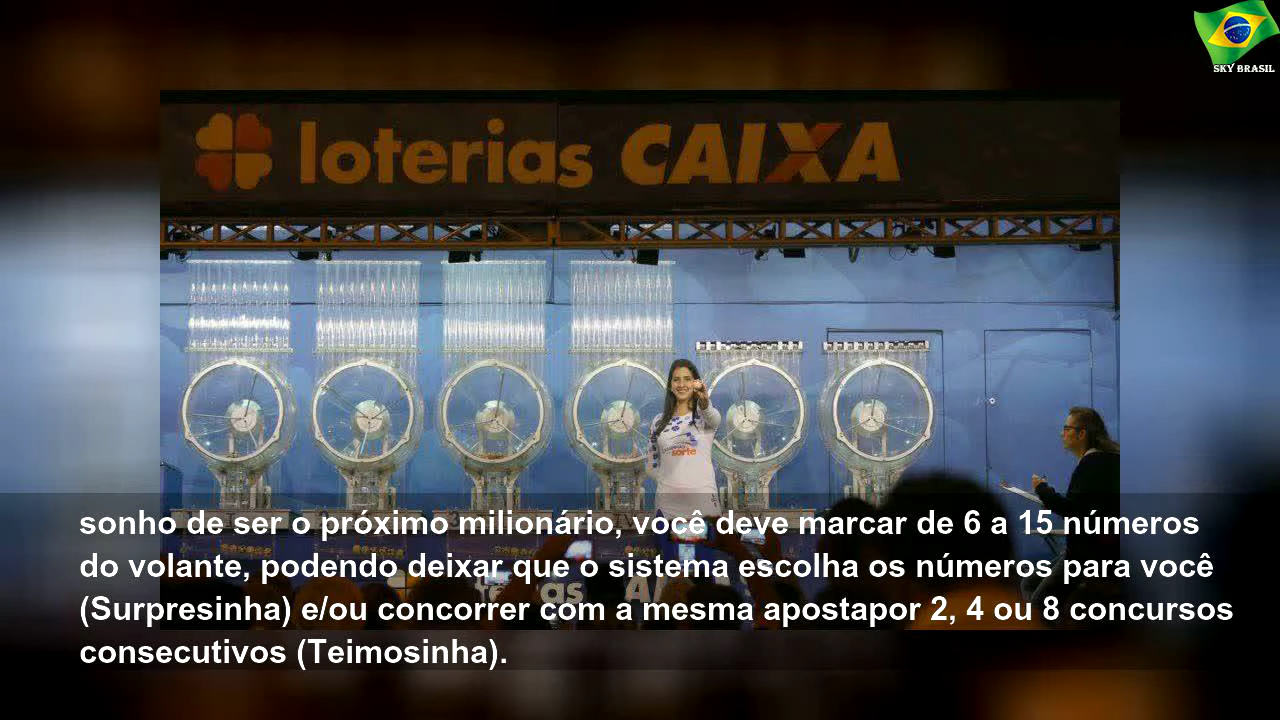 SKY BRASIL
loterias CAIXA
sorte
sonho de ser o próximo milionário, você deve marcar de 6 a 15 números
do volante, podendo deixar que o sistema escolha os números para você
(Surpresinha) e/ou concorrer com a mesma apostapor 2, 4 ou 8 concursos
consecutivos (Teimosinha).